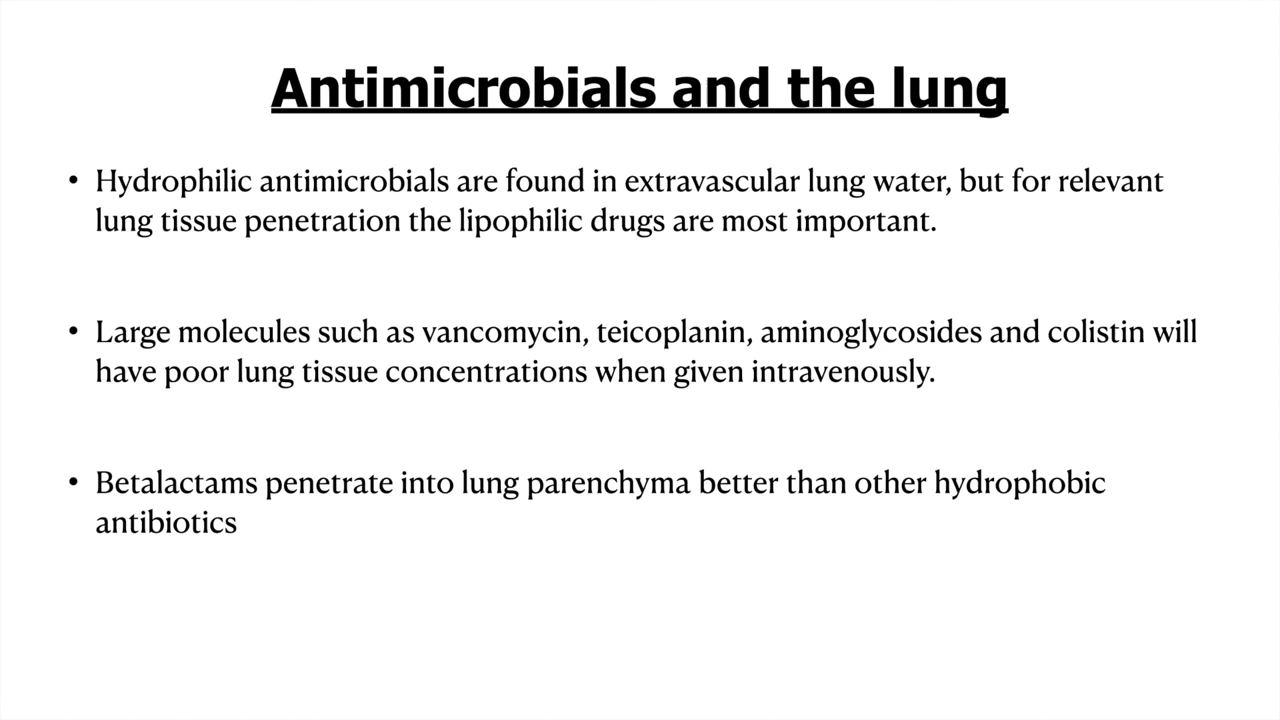 Antimicrobials and the lung
• Hydrophilic antimicrobials are found in extravascular lung water, but for relevant
lung tissue penetration the lipophilic drugs are most important.
• Large molecules such as vancomycin, teicoplanin, aminoglycosides and colistin will
have poor lung tissue concentrations when given intravenously.
• Betalactams penetrate into lung parenchyma better than other hydrophobic
antibiotics